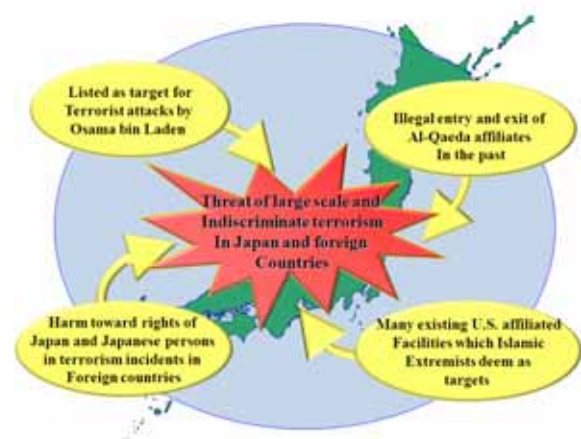 Listed as target for
Terrorist attacks by
Osama bin Laden
Illegal entry and exit of
Al-Qaeda affiliates
In the past
Threat of large scale and
Indiscriminate terrorism
In Japan and foreign
Countries
Harm toward rights of
Japan and Japanese persons
in terrorism incidents in
Foreign countries
Many existing U.S. affiliated
Facilities which Islamic
Extremists deem as
targets